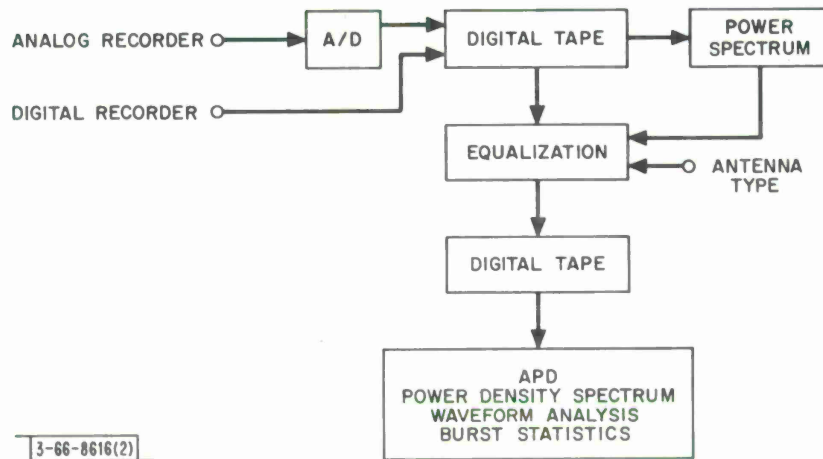 ANALOG RECORDER
A/D
DIGITAL TAPE
POWER
SPECTRUM
DIGITAL RECORDER
EQUALIZATION
ANTENNA
TYPE
DIGITAL TAPE
APD
POWER DENSITY SPECTRUM
WAVEFORM ANALYSIS
BURST STATISTICS
3-66-8616(2)